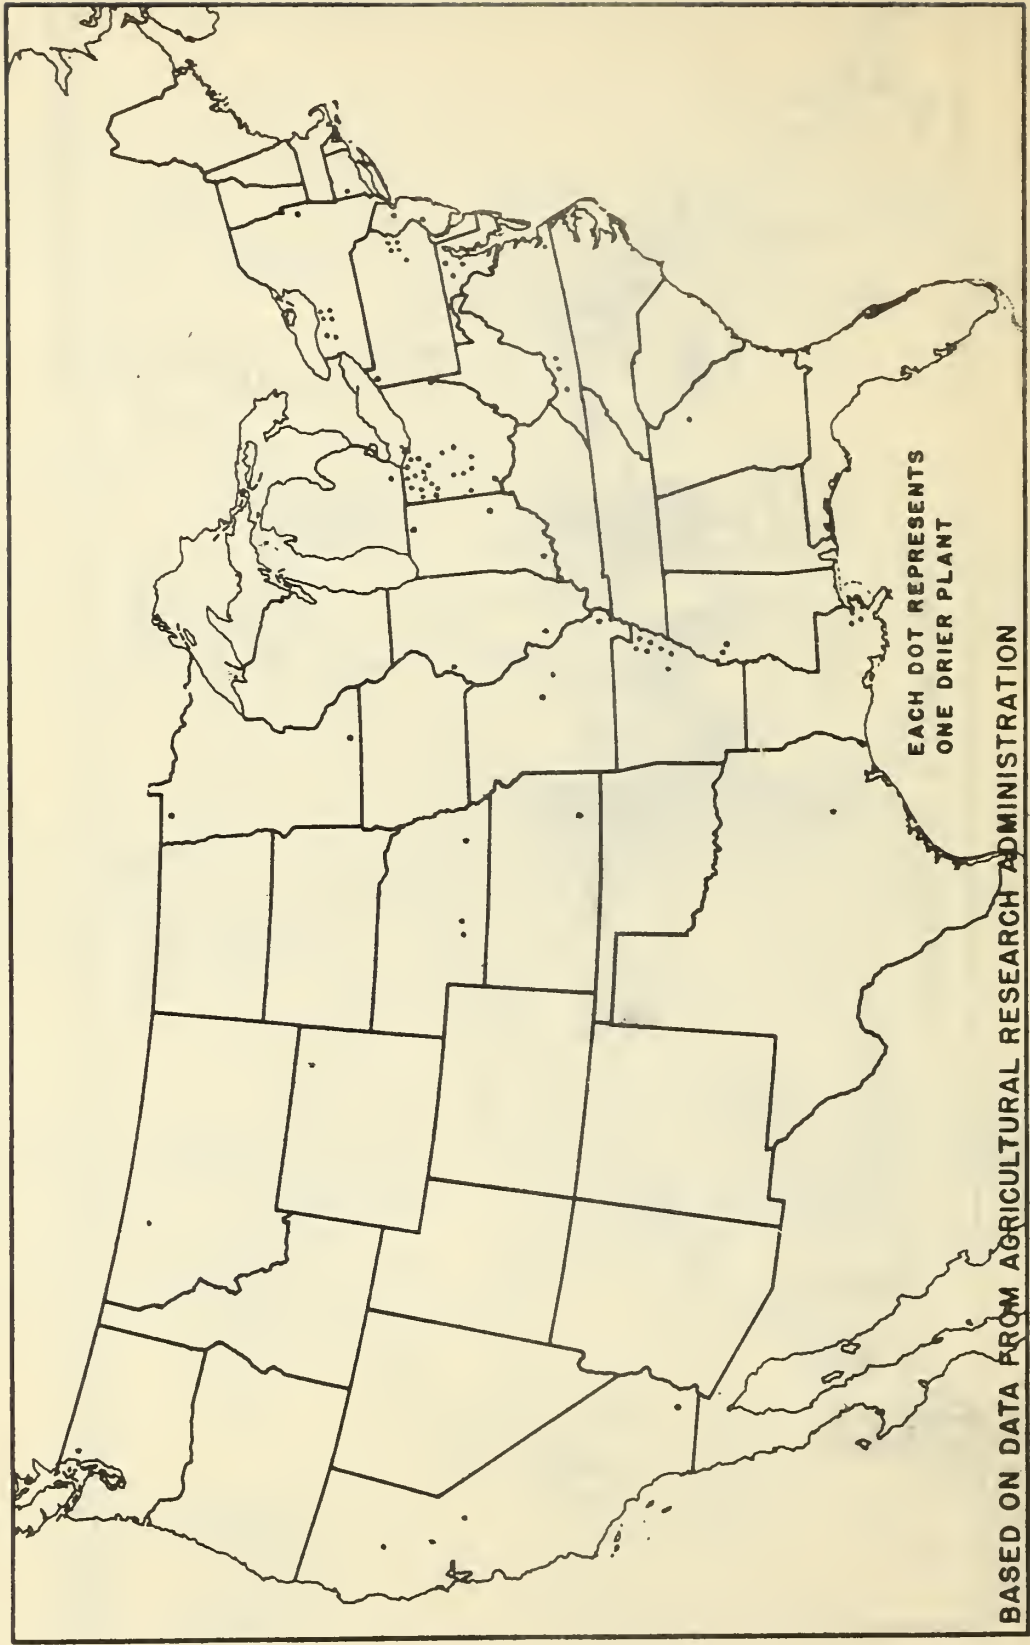 EACH DOT REPRESENTS
ONE DRIER PLANT
BASED ON DATA FROM AGRICULTURAL RESEARCH ADMINISTRATION